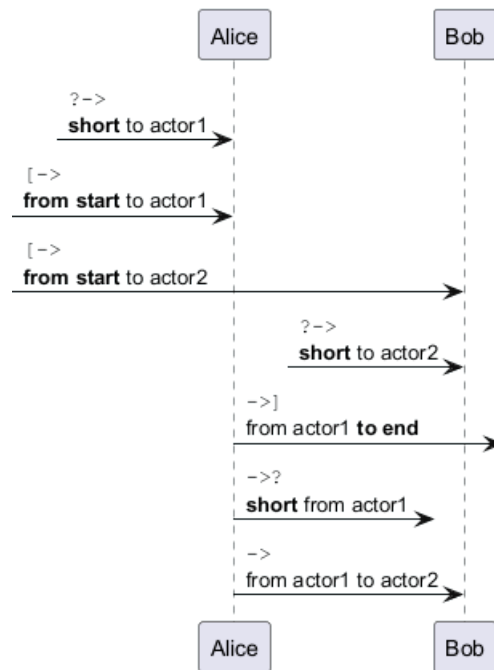 Alice Bob
?->
short to actor1
[->
from start to actor1
[->
from start to actor2
?->
short to actor2
->]
from actor1 to end
->?
short from actor1
->
from actor1 to actor2
Alice Bob